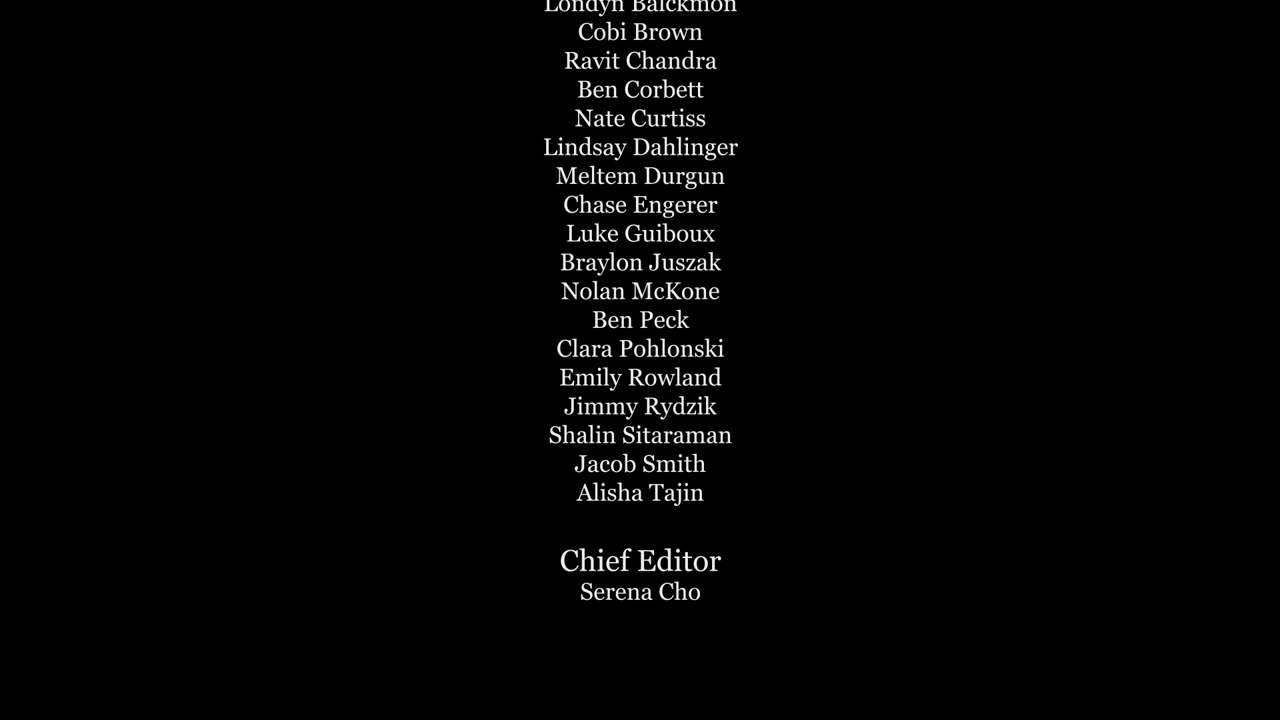 Londyn Balckmon
Cobi Brown
Ravit Chandra
Ben Corbett
Nate Curtiss
Lindsay Dahlinger
Meltem Durgun
Chase Engerer
Luke Guiboux
Braylon Juszak
Nolan McKone
Ben Peck
Clara Pohlonski
Emily Rowland
Jimmy Rydzik
Shalin Sitaraman
Jacob Smith
Alisha Tajin
Chief Editor
Serena Cho